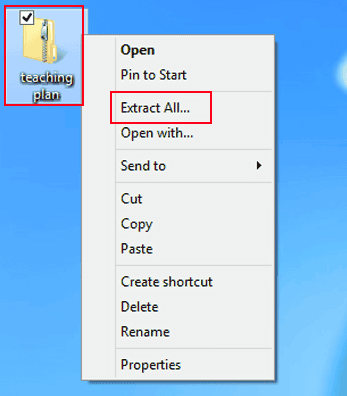 teaching
plan
Open
Pin to Start
Extract All...
Open with...
Send to
Cut
Copy
Paste
Create shortcut
Delete
Rename
Properties